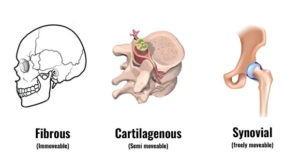 Fibrous
(Immoveable)
Cartilagenous
(Semi moveable)
Synovial
(freely moveable)